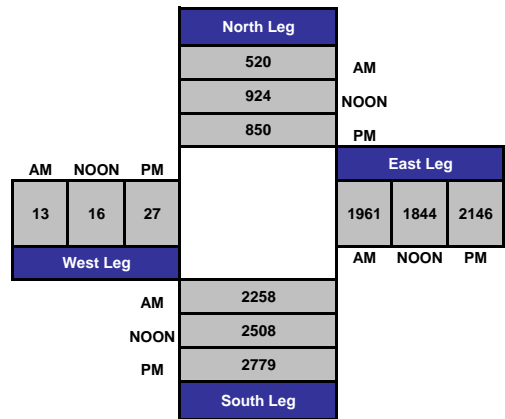 North Leg
520
AM
924
NOON
850
PM
East Leg
AM NOON PM
13 16 27
1961 1844 2146
West Leg
AM NOON PM
AM
2258
NOON
2508
PM
2779
South Leg